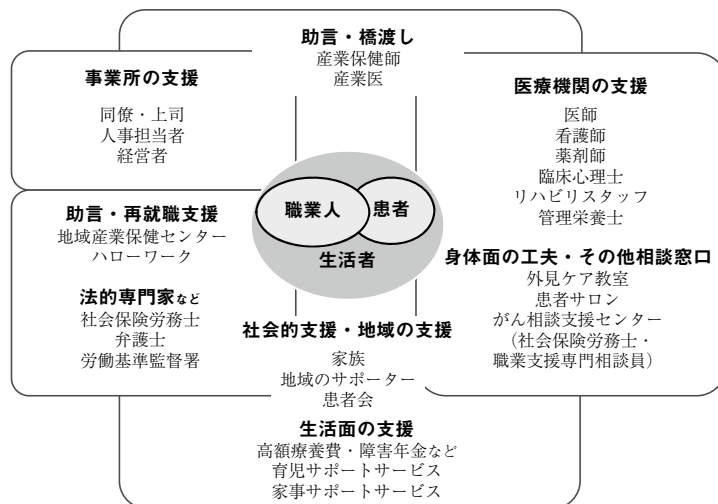 助言・橋渡し
産業保健師
産業医
事業所の支援
同僚・上司
人事担当者
経営者
医療機関の支援
医師
看護師
薬剤師
臨床心理士
リハビリスタッフ
管理栄養士
職業人
患者
生活者
助言・再就職支援
地域産業保健センター
ハローワーク
法的専門家など
社会保険労務士
弁護士
労働基準監督署
身体面の工夫・その他相談窓口
外見ケア教室
患者サロン
がん相談支援センター
（社会保険労務士・
職業支援専門相談員）
社会的支援・地域の支援
家族
地域のサポーター
患者会
生活面の支援
高額療養費・障害年金など
育児サポートサービス
家事サポートサービス